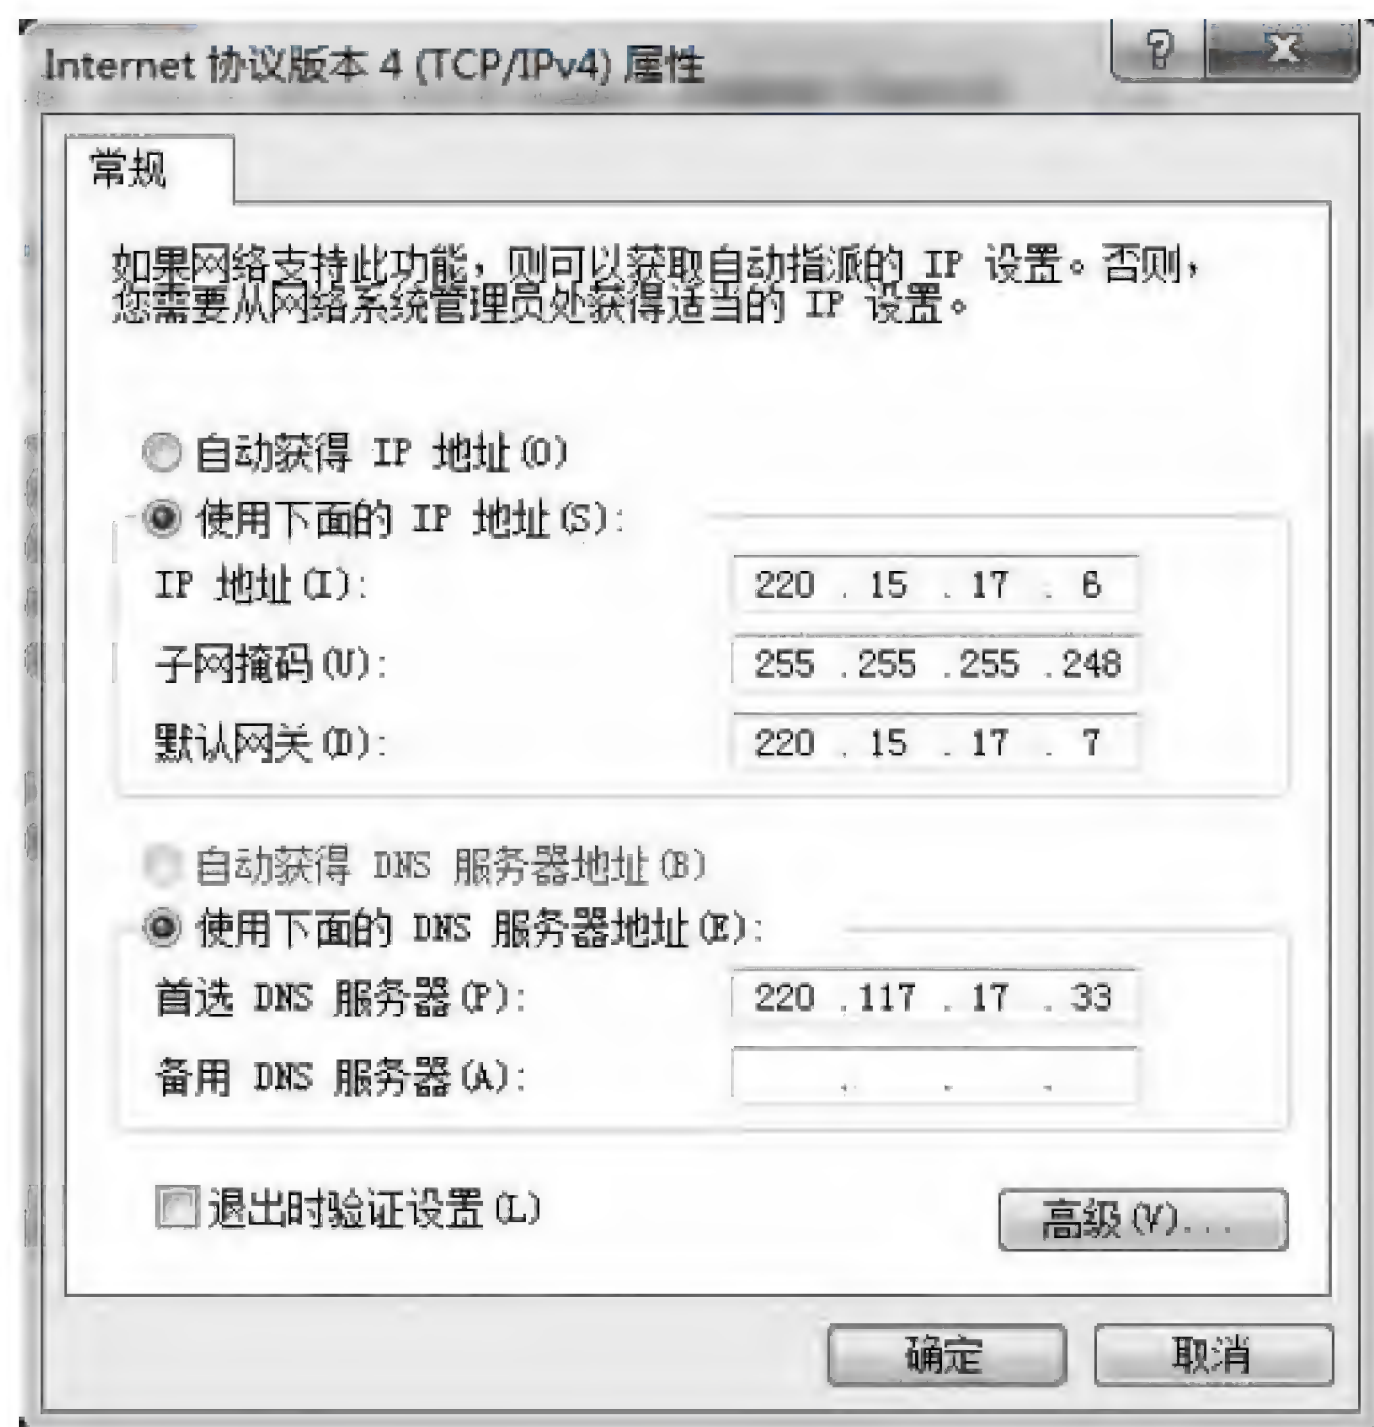 Internet 协议版本 4 (TCP/IPv4) 属性
常规
如果网络支持此功能，则可以获取自动指派的 IP 设置。否则，
您需要从网络系统管理员处获得适当的 IP 设置。
自动获得 IP 地址(O)
使用下面的 IP 地址(S):
IP 地址(I): 220 . 15 . 17 . 6
子网掩码(U): 255 .255 .255 .248
默认网关(D): 220 . 15 . 17 . 7
自动获得 DNS 服务器地址(B)
使用下面的 DNS 服务器地址(E):
首选 DNS 服务器(P): 220 .117 . 17 . 33
备用 DNS 服务器(A): . . .
退出时验证设置(L)
高级(V)...
确定 取消